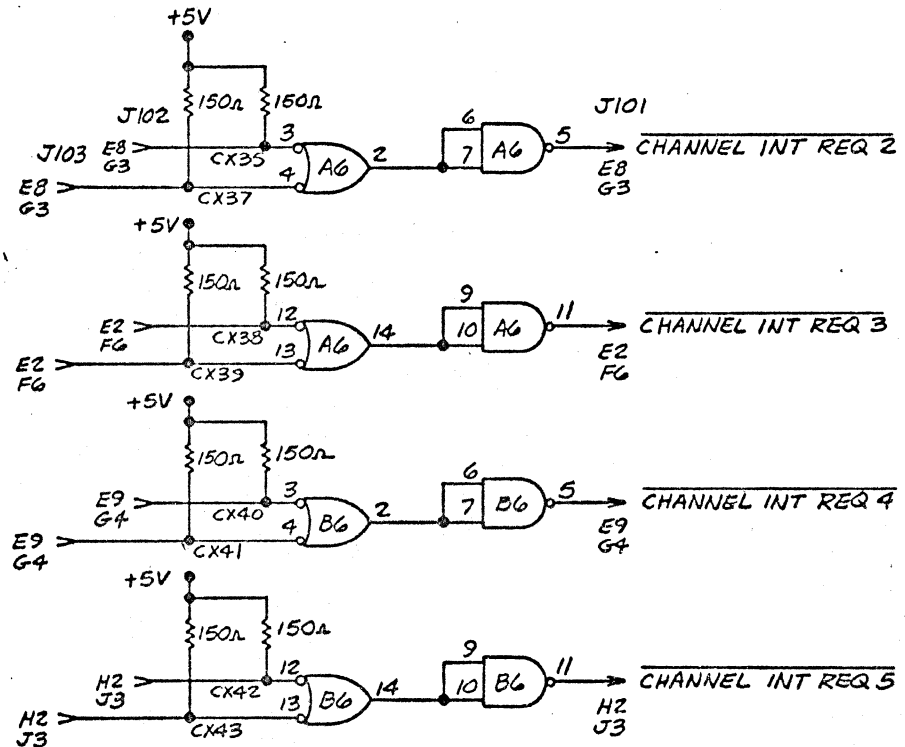 +5V
150Ω 150Ω
J102 J101
J103 E8 G3 CX35 3 2 A6 6 7 A6 5 CHANNEL INT REQ 2
E8 G3 CX37 4 E8 G3
+5V
150Ω 150Ω
E2 F6 CX38 12 14 A6 9 10 A6 11 CHANNEL INT REQ 3
E2 F6 CX39 13 E2 F6
+5V
150Ω 150Ω
E9 G4 CX40 3 2 B6 6 7 B6 5 CHANNEL INT REQ 4
E9 G4 CX41 4 E9 G4
+5V
150Ω 150Ω
H2 J3 CX42 12 14 B6 9 10 B6 11 CHANNEL INT REQ 5
H2 J3 CX43 13 H2 J3